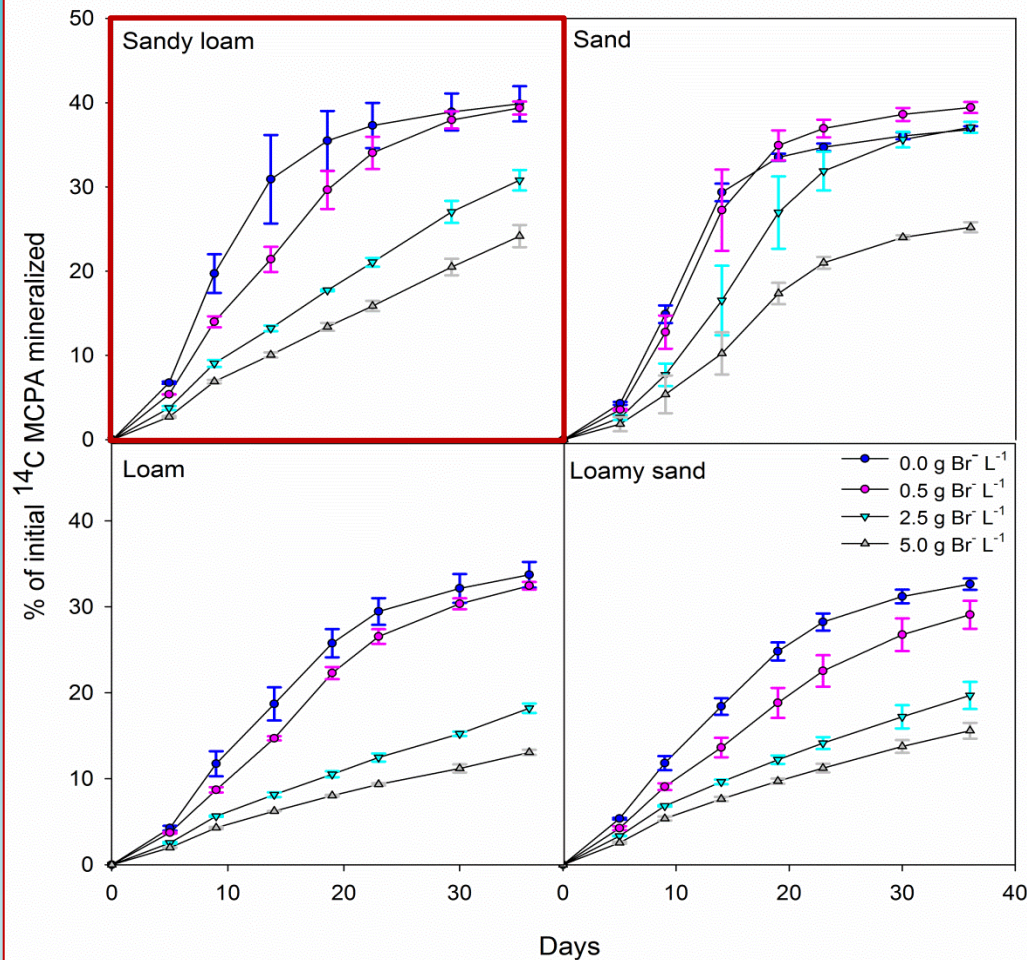 50
40
30
20
10
0
Sandy loam
Sand
% of initial ¹⁴C MCPA mineralized
Loam
Loamy sand
0.0 g Br⁻ L⁻¹
0.5 g Br⁻ L⁻¹
2.5 g Br⁻ L⁻¹
5.0 g Br⁻ L⁻¹
40
30
20
10
0
0
10
20
30
0
10
20
30
40
Days